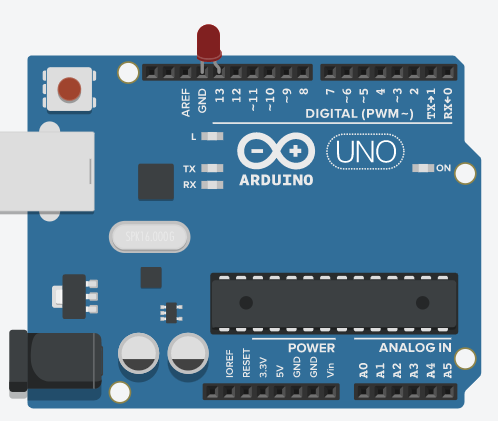 AREF
GND
13
12
~11
~10
~9
8
7
~6
~5
4
~3
2
TX→1
RX←0
DIGITAL (PWM~)
L
TX
RX
ARDUINO
UNO
ON
IOREF
RESET
3.3V
5V
GND
GND
Vin
POWER
ANALOG IN
A0
A1
A2
A3
A4
A5